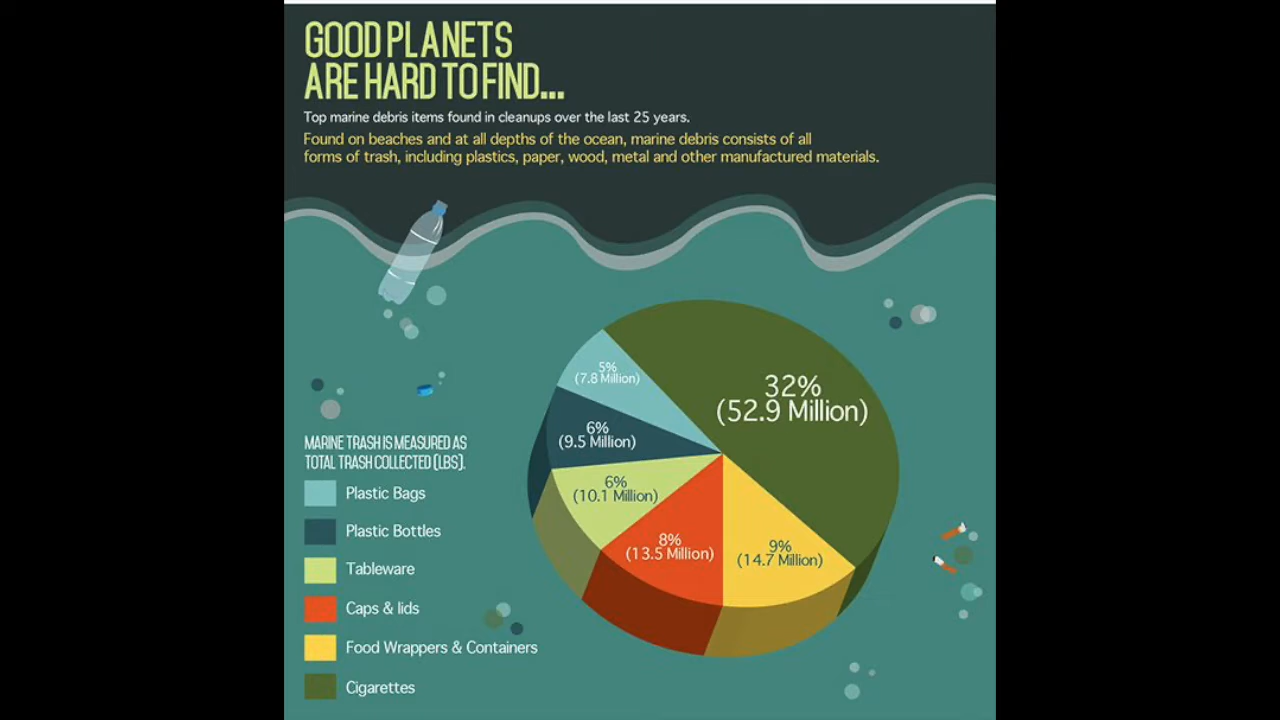 GOOD PLANETS
ARE HARD TO FIND...
Top marine debris items found in cleanups over the last 25 years.
Found on beaches and at all depths of the ocean, marine debris consists of all
forms of trash, including plastics, paper, wood, metal and other manufactured materials.
5%
(7.8 Million)
32%
(52.9 Million)
6%
(9.5 Million)
6%
(10.1 Million)
8%
(13.5 Million)
9%
(14.7 Million)
MARINE TRASH IS MEASURED AS
TOTAL TRASH COLLECTED (LBS).
Plastic Bags
Plastic Bottles
Tableware
Caps & lids
Food Wrappers & Containers
Cigarettes